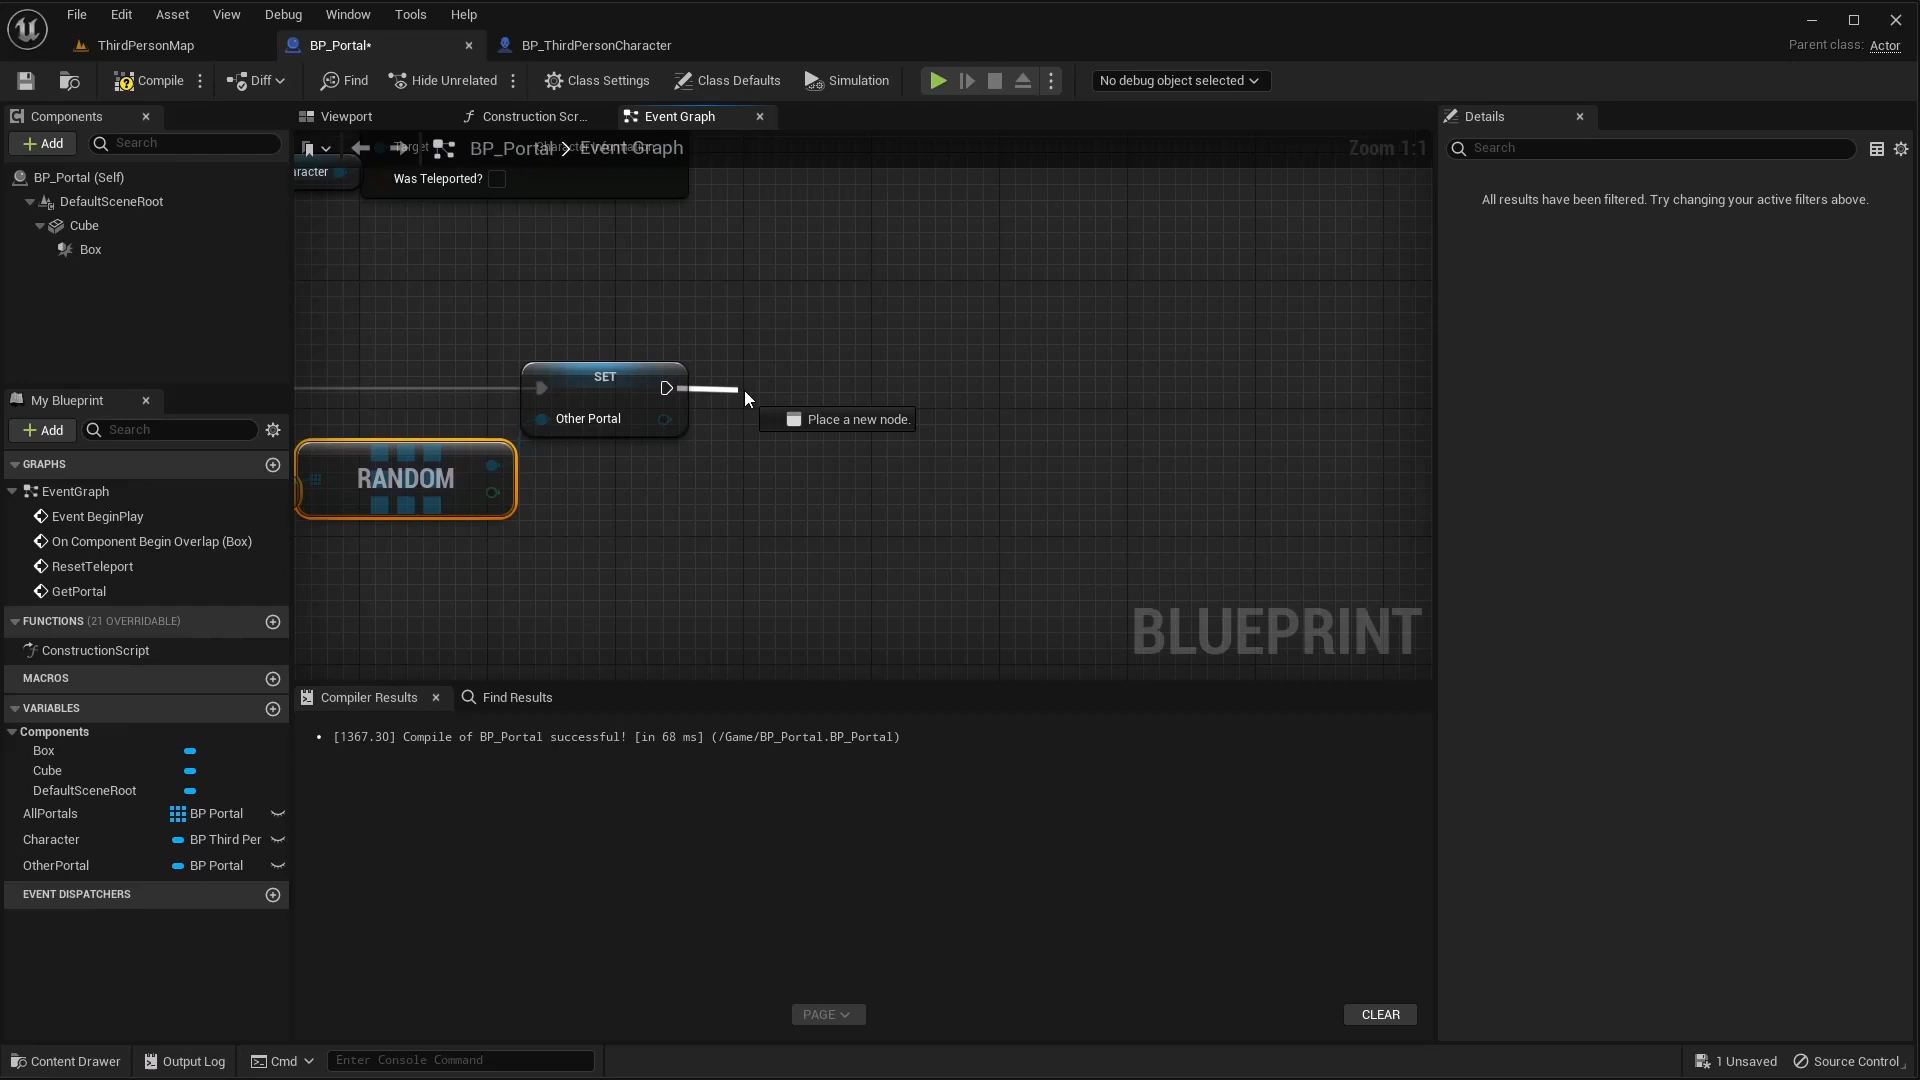 File Edit Asset View Debug Window Tools Help
ThirdPersonMap BP_Portal* BP_ThirdPersonCharacter
Parent class: Actor
Compile Diff Find Hide Unrelated Class Settings Class Defaults Simulation No debug object selected
Components
Add Search
BP_Portal (Self)
DefaultSceneRoot
Cube
Box
My Blueprint
Add Search
GRAPHS
EventGraph
Event BeginPlay
On Component Begin Overlap (Box)
ResetTeleport
GetPortal
FUNCTIONS (21 OVERRIDABLE)
ConstructionScript
MACROS
VARIABLES
Components
Box
Cube
DefaultSceneRoot
AllPortals BP Portal
Character BP Third Per
OtherPortal BP Portal
EVENT DISPATCHERS
Viewport Construction Scr... Event Graph
BP_Portal > Event Graph Zoom 1:1
Target
racter
Was Teleported?
SET
Other Portal
Place a new node.
RANDOM
BLUEPRINT
Compiler Results Find Results
• [1367.30] Compile of BP_Portal successful! [in 68 ms] (/Game/BP_Portal.BP_Portal)
PAGE CLEAR
Details
Search
All results have been filtered. Try changing your active filters above.
Content Drawer Output Log Cmd Enter Console Command 1 Unsaved Source Control